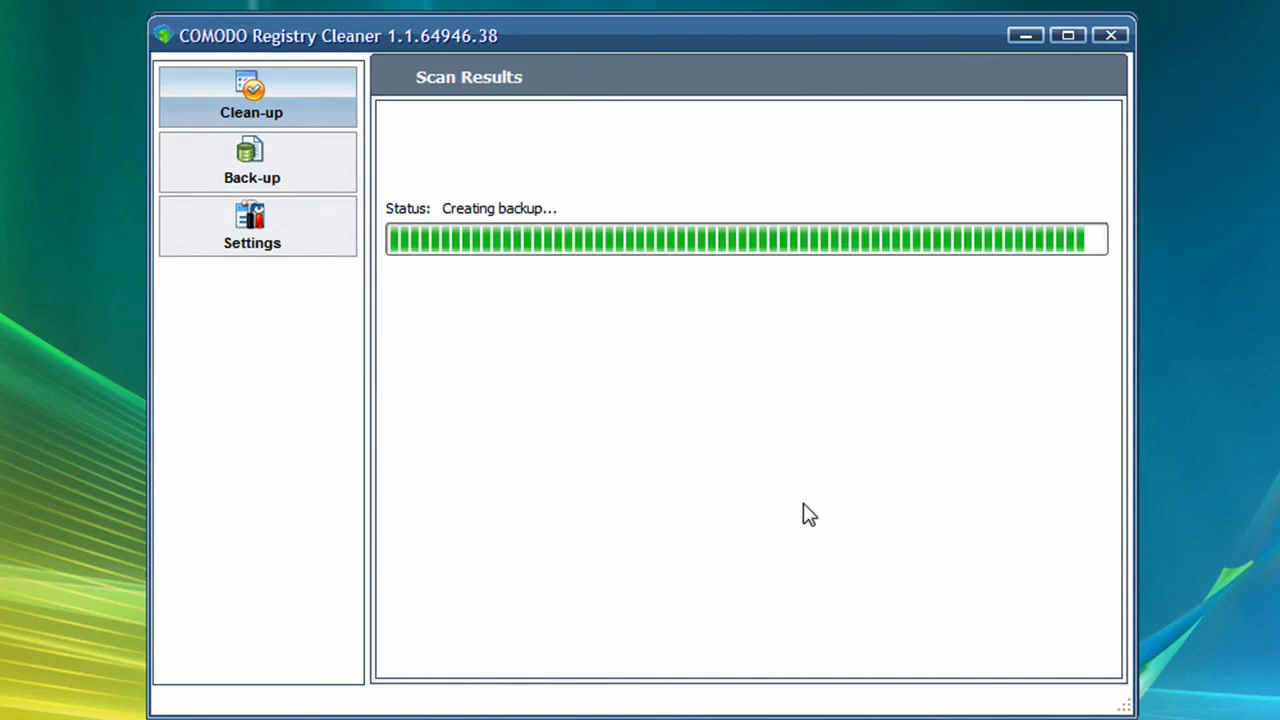 COMODO Registry Cleaner 1.1.64946.38
Clean-up
Back-up
Settings
Scan Results
Status: Creating backup...